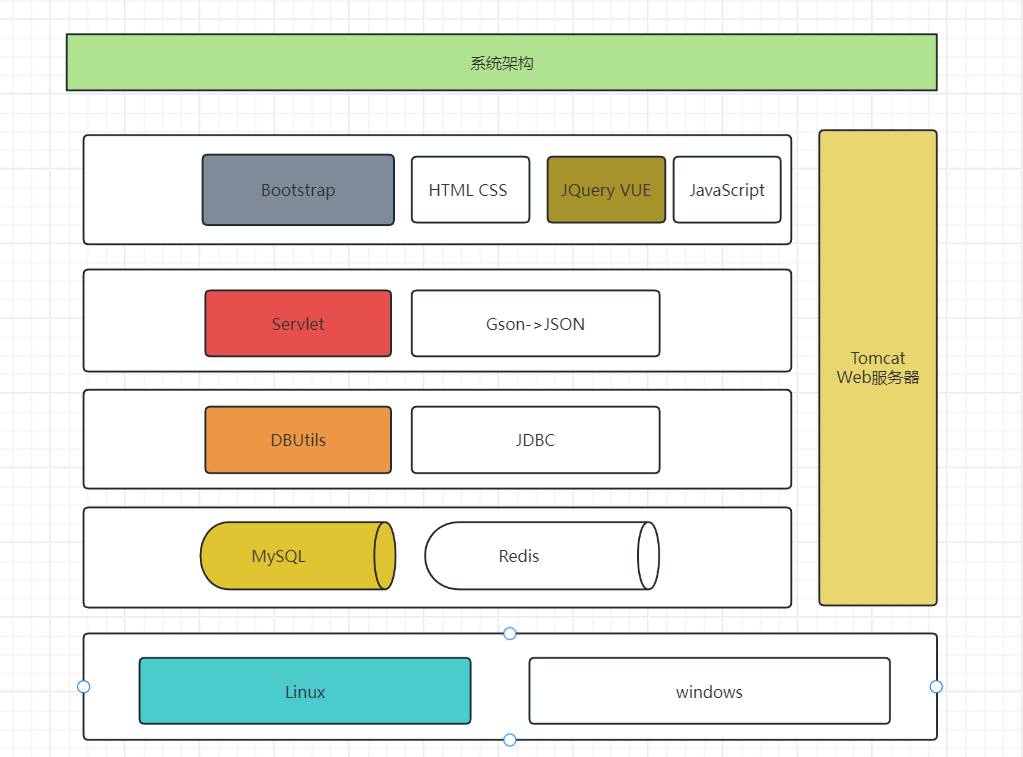 系统架构
Bootstrap
HTML CSS
JQuery VUE
JavaScript
Servlet
Gson->JSON
Tomcat
Web服务器
DBUtils
JDBC
MySQL
Redis
Linux
windows